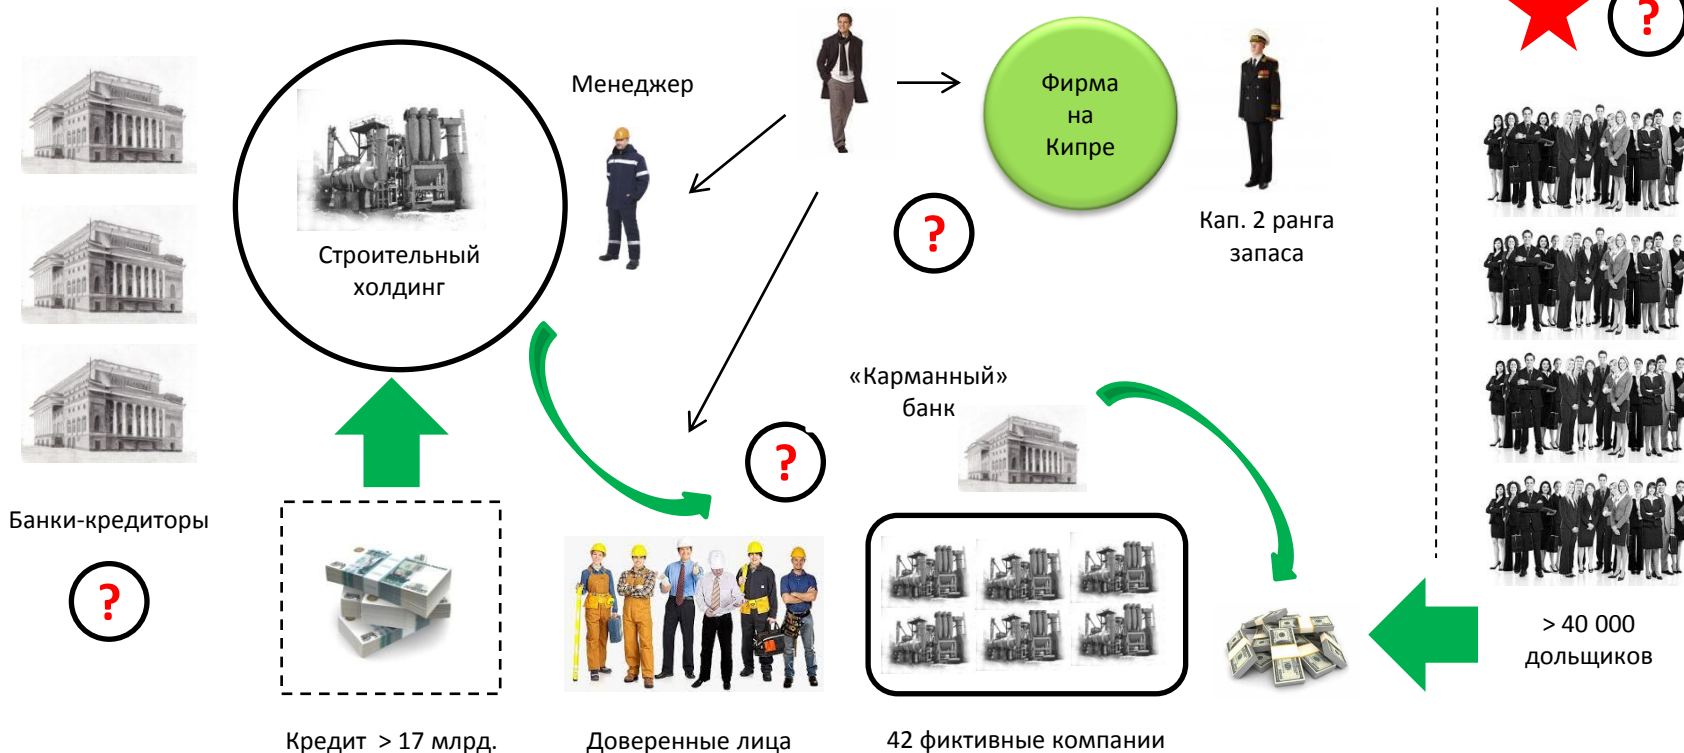 ?
Менеджер
Фирма
на
Кипре
Строительный
холдинг
?
Кап. 2 ранга
запаса
«Карманный»
банк
?
Банки-кредиторы
?
> 40 000
дольщиков
Кредит > 17 млрд.
Доверенные лица
42 фиктивные компании